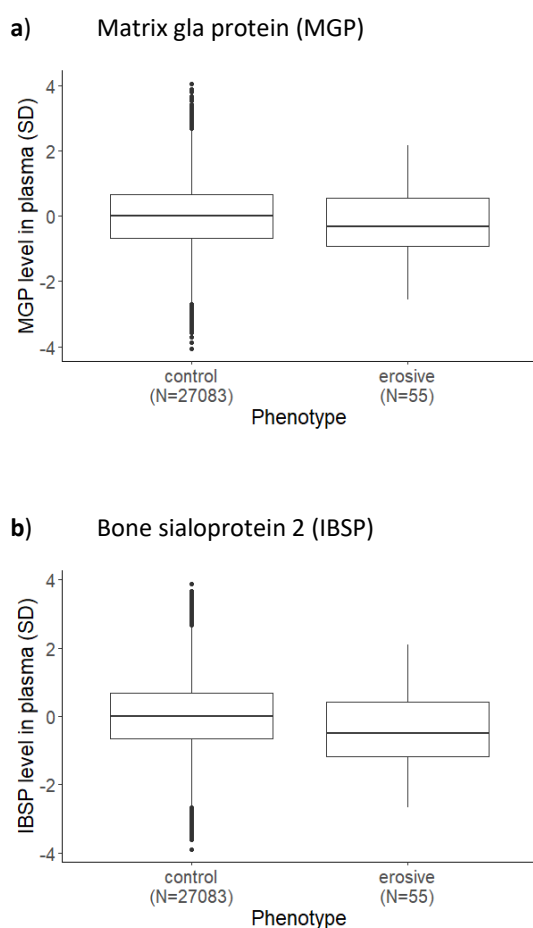 a) Matrix gla protein (MGP)
MGP level in plasma (SD)
4
2
0
-2
-4
control erosive
(N=27083) (N=55)
Phenotype
b) Bone sialoprotein 2 (IBSP)
IBSP level in plasma (SD)
4
2
0
-2
-4
control erosive
(N=27083) (N=55)
Phenotype